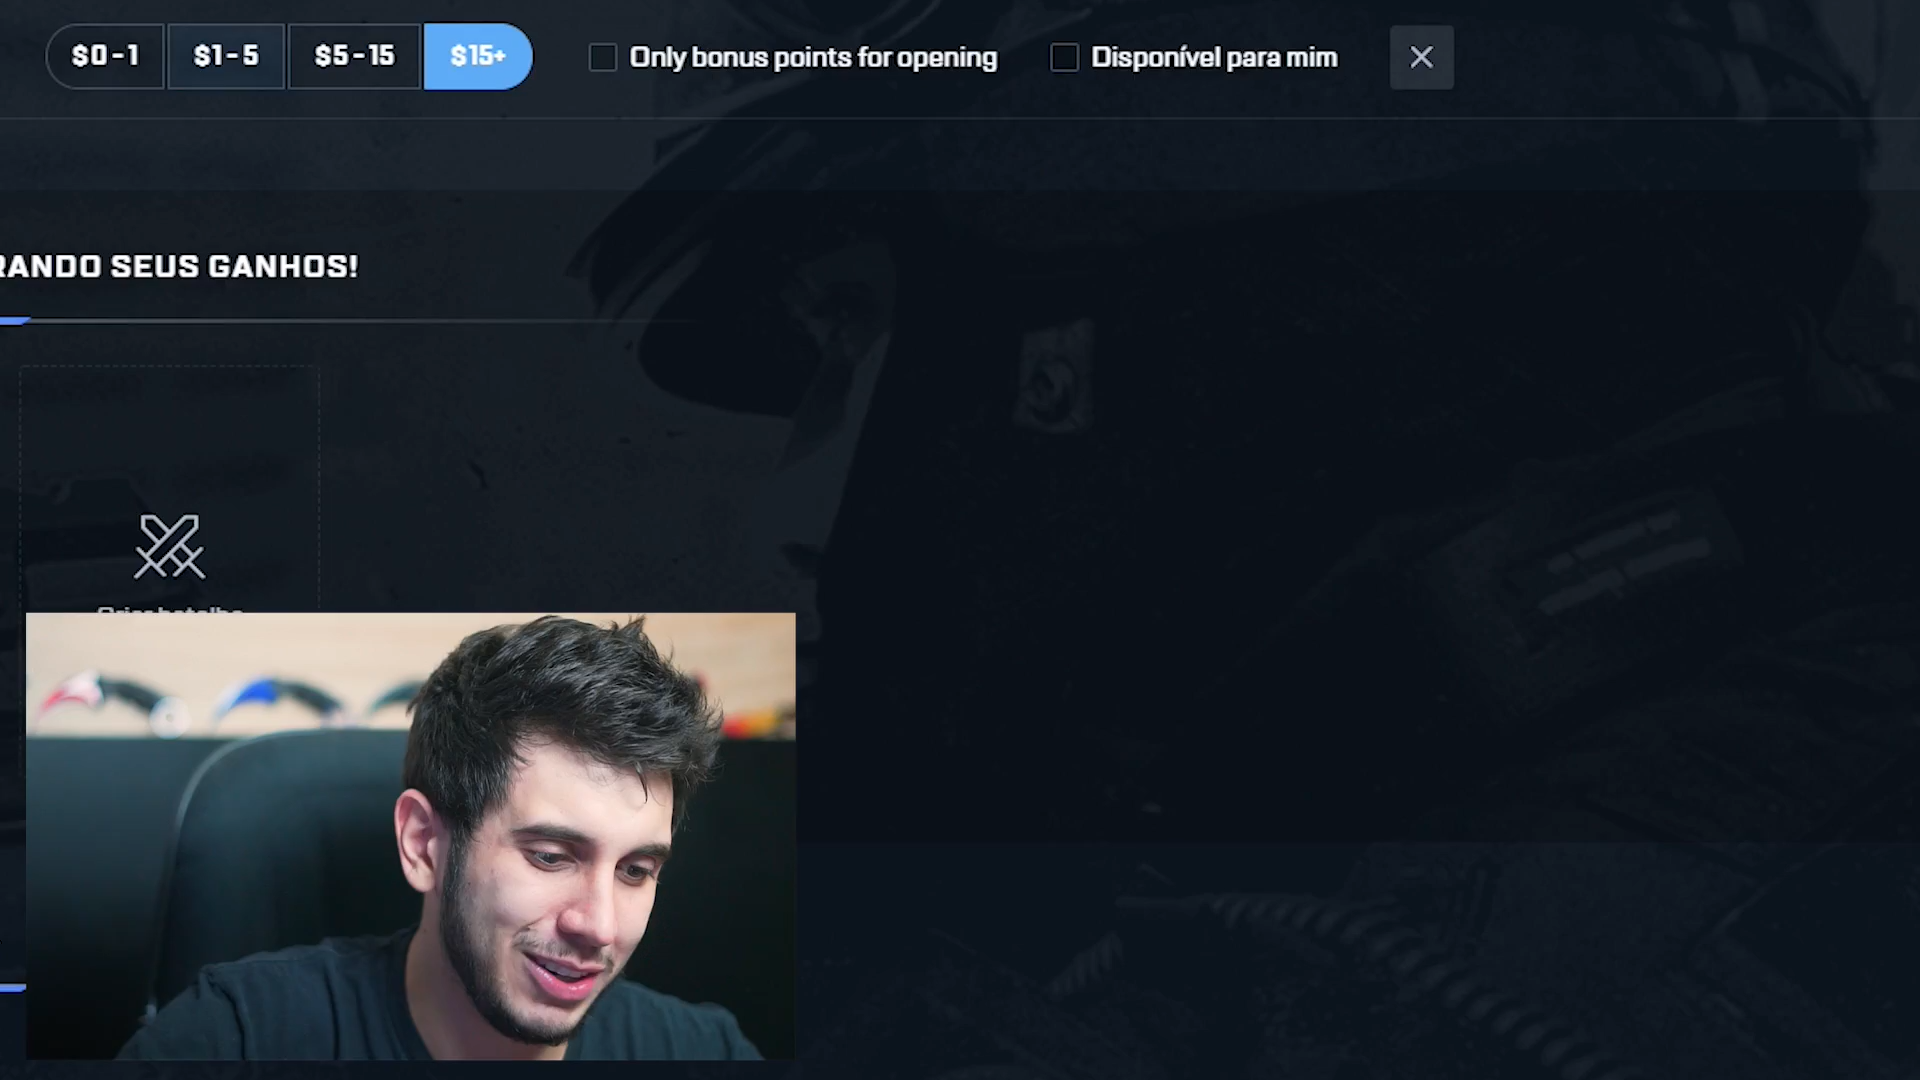 $0-1 $1-5 $5-15 $15+ Only bonus points for opening Disponível para mim
RANDO SEUS GANHOS!